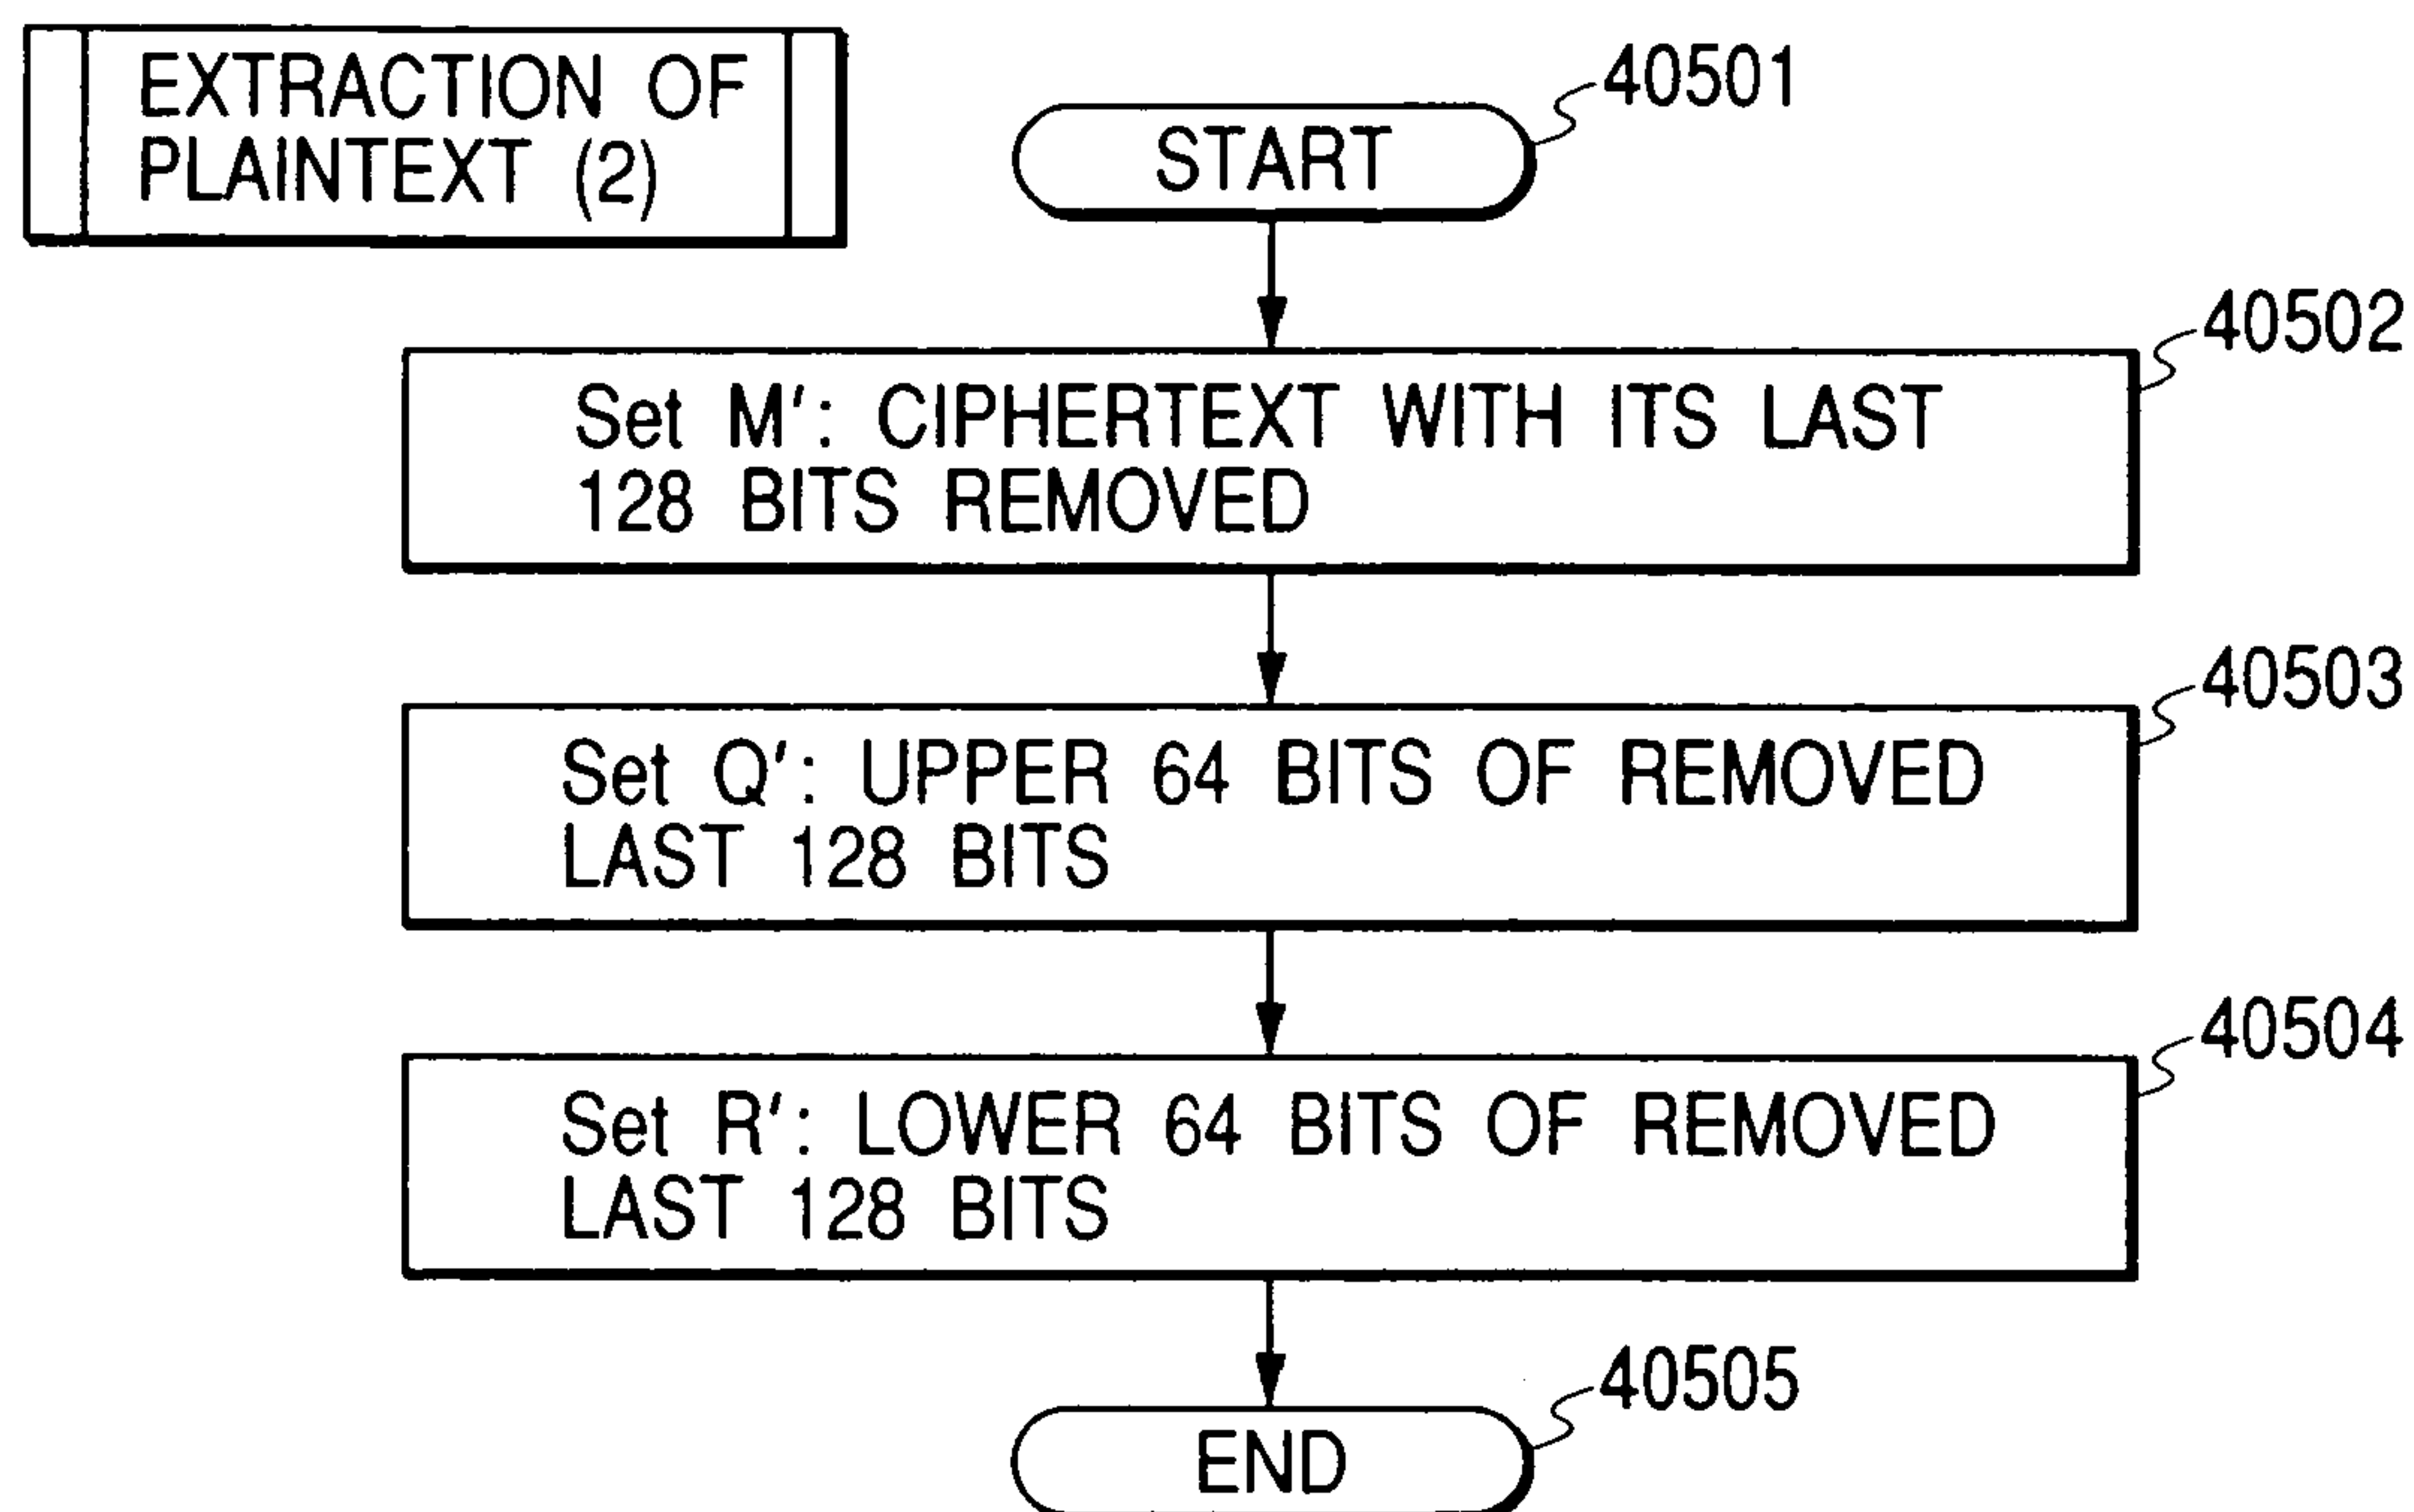 EXTRACTION OF
PLAINTEXT (2)
START
40501
Set M': CIPHERTEXT WITH ITS LAST
128 BITS REMOVED
40502
Set Q': UPPER 64 BITS OF REMOVED
LAST 128 BITS
40503
Set R': LOWER 64 BITS OF REMOVED
LAST 128 BITS
40504
END
40505